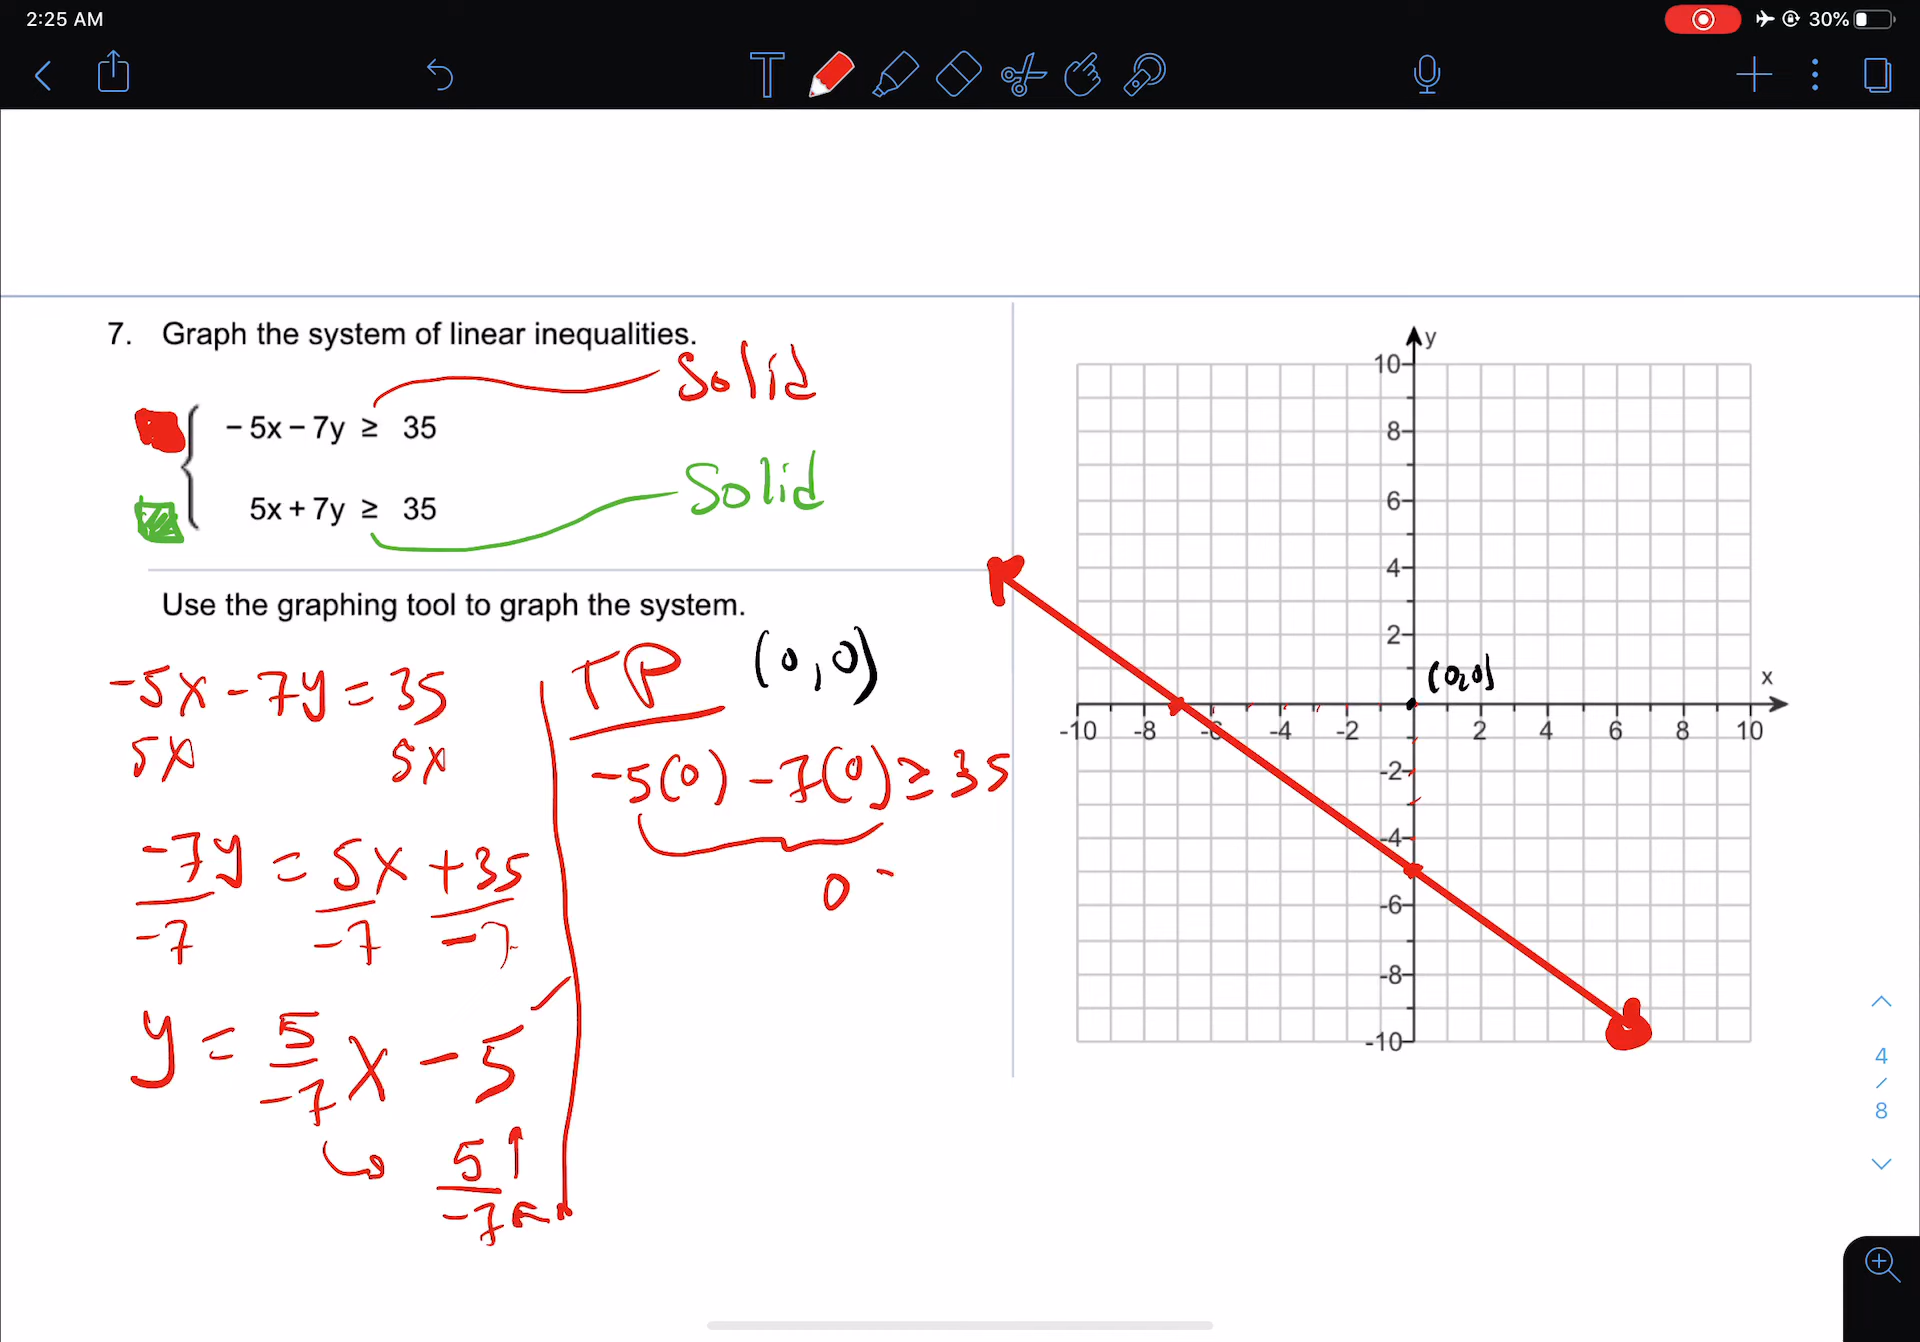 2:25 AM
30%
7. Graph the system of linear inequalities.
Solid
-5x-7y ≥ 35
Solid
5x+7y ≥ 35
Use the graphing tool to graph the system.
-5x-7y=35
5x 5x
-7y = 5x +35
-7 -7 -7
y = 5/-7 x - 5
5↑
-7←
TP (0,0)
-5(0) -7(0) ≥ 35
0 -
y
10
8
6
4
2
(0,0)
x
-10 -8 -6 -4 -2 2 4 6 8 10
-2
-4
-6
-8
-10
4
/
8